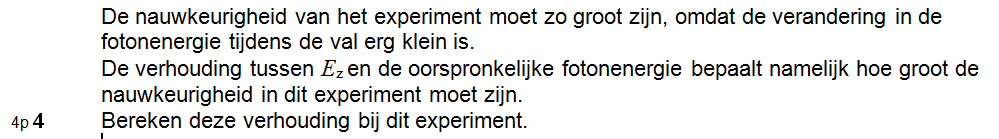 De nauwkeurigheid van het experiment moet zo groot zijn, omdat de verandering in de
fotonenergie tijdens de val erg klein is.
De verhouding tussen Ez en de oorspronkelijke fotonenergie bepaalt namelijk hoe groot de
nauwkeurigheid in dit experiment moet zijn.
4p 4 Bereken deze verhouding bij dit experiment.